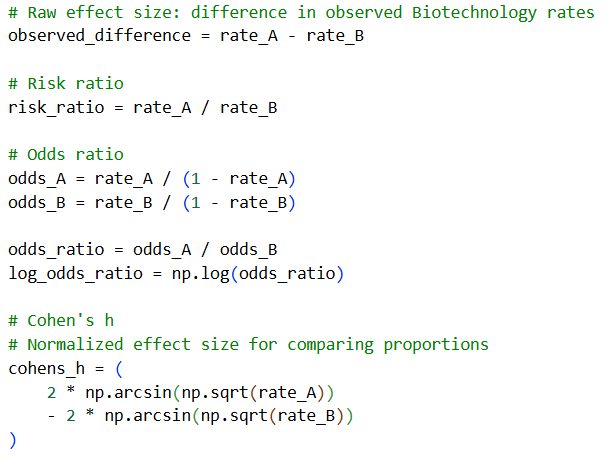 # Raw effect size: difference in observed Biotechnology rates
observed_difference = rate_A - rate_B

# Risk ratio
risk_ratio = rate_A / rate_B

# Odds ratio
odds_A = rate_A / (1 - rate_A)
odds_B = rate_B / (1 - rate_B)

odds_ratio = odds_A / odds_B
log_odds_ratio = np.log(odds_ratio)

# Cohen's h
# Normalized effect size for comparing proportions
cohens_h = (
    2 * np.arcsin(np.sqrt(rate_A))
    - 2 * np.arcsin(np.sqrt(rate_B))
)